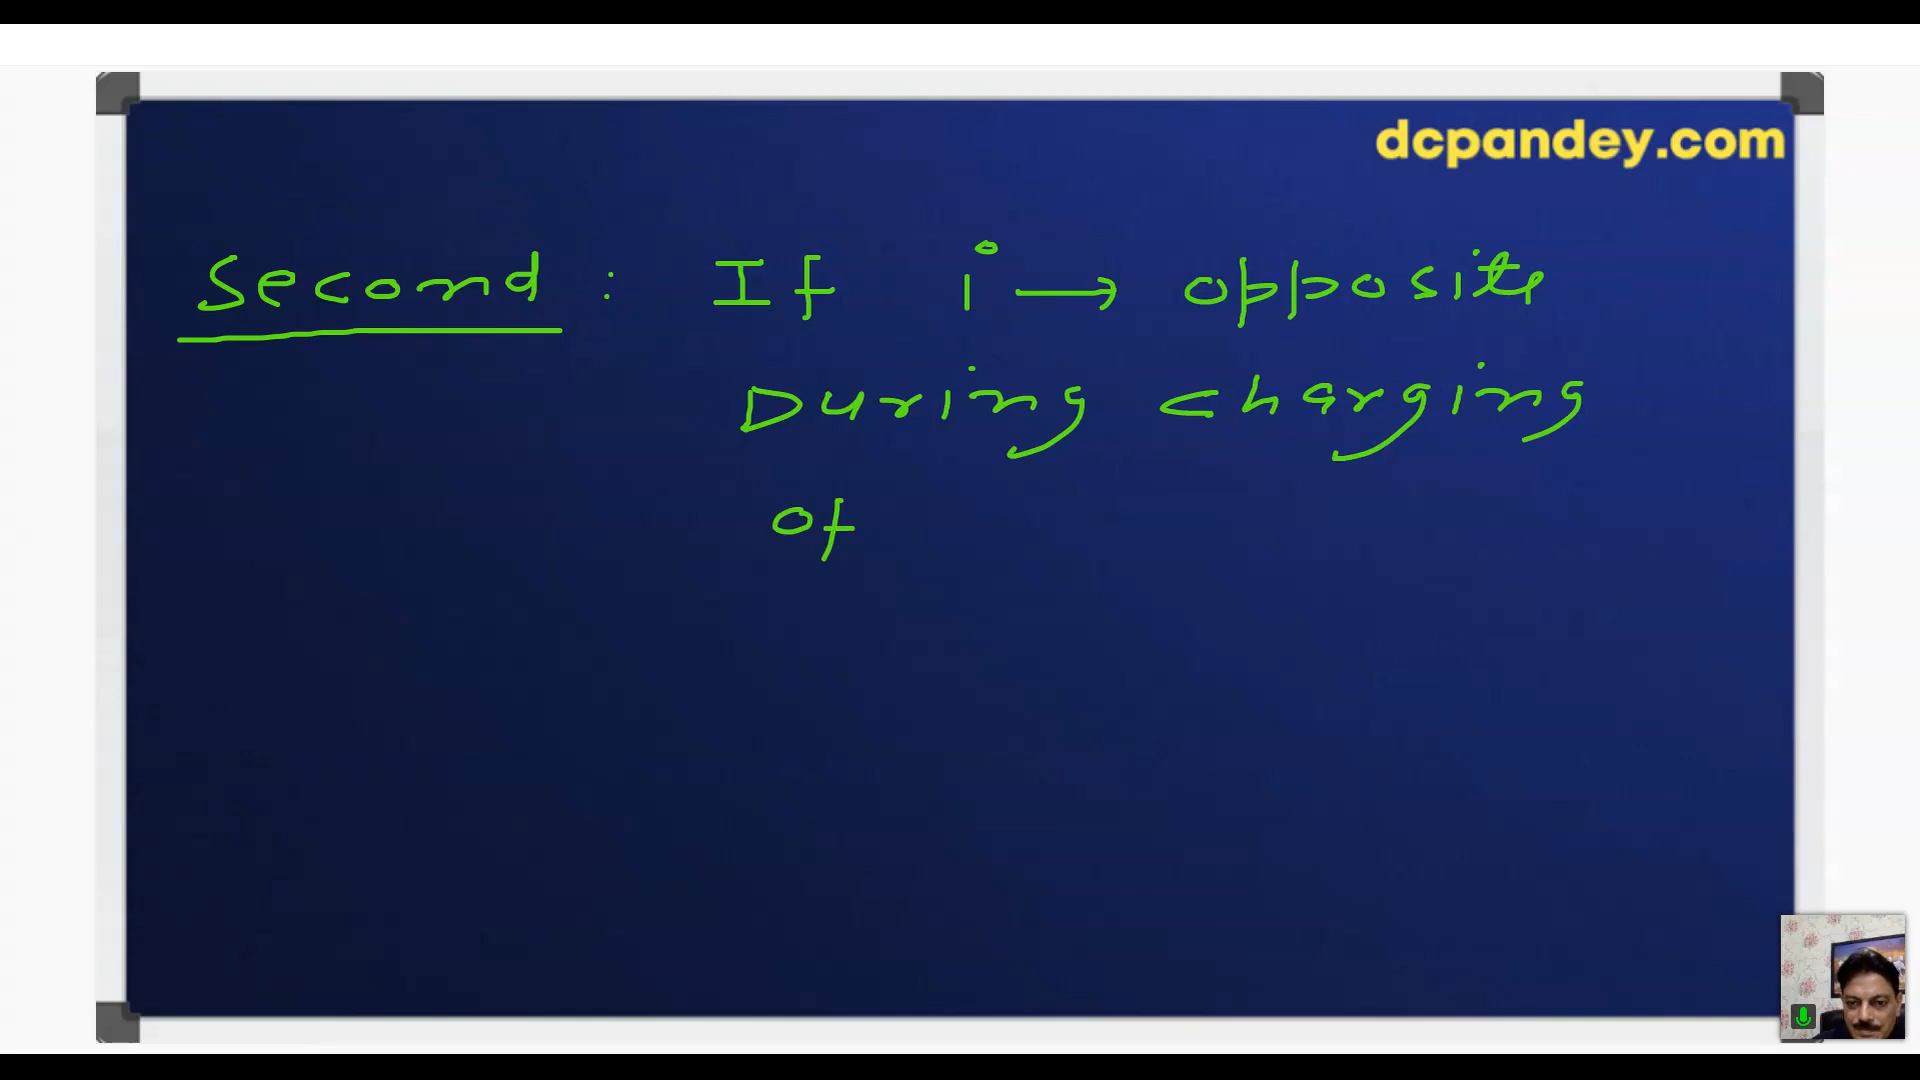 dcpandey.com
Second : If i → opposite
During charging
of